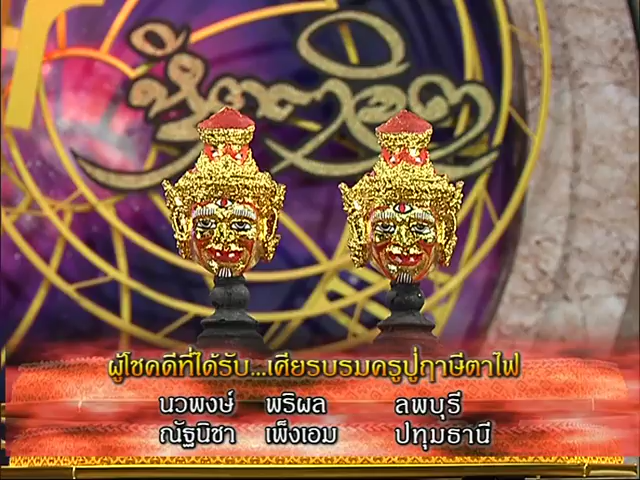 ผู้โชคดีที่ได้รับ...เศียรบรมครูปู่ฤาษีตาไฟ
นวพงษ์ พริผล ลพบุรี
ณัฐนิชา เพ็งเอม ปทุมธานี